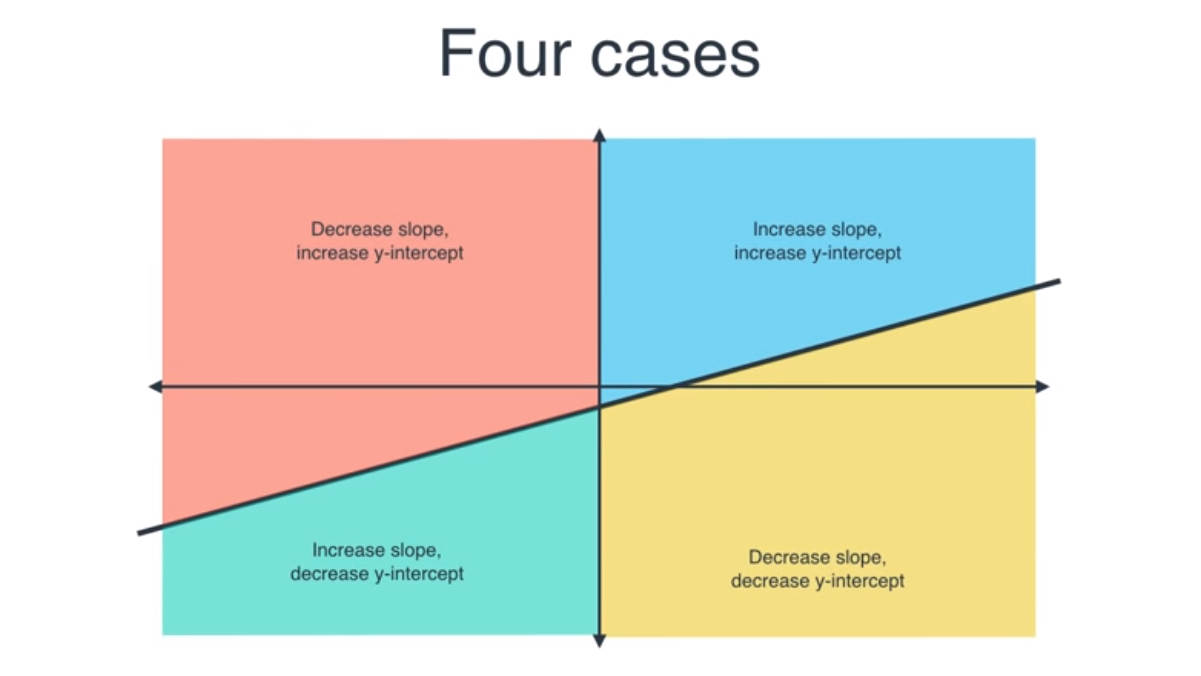 Four cases
Decrease slope,
increase y-intercept
Increase slope,
increase y-intercept
Increase slope,
decrease y-intercept
Decrease slope,
decrease y-intercept